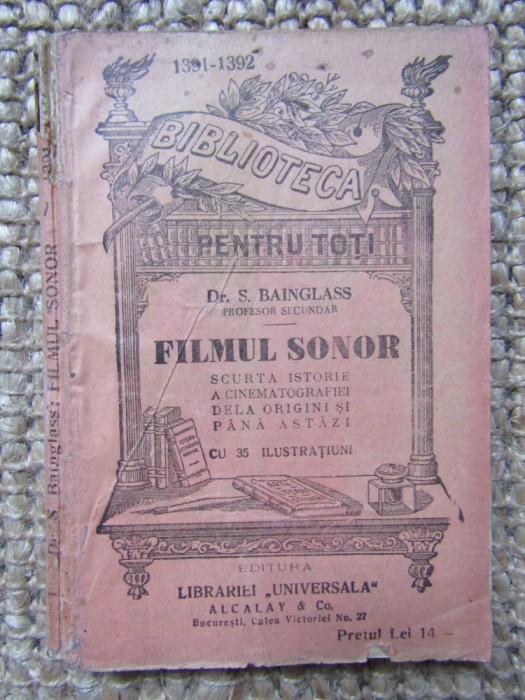 1391-1392
BIBLIOTECA
PENTRU TOȚI
Dr. S. BAINGLASS
PROFESOR SECUNDAR
FILMUL SONOR
SCURTA ISTORIE
A CINEMATOGRAFIEI
DELA ORIGINI ȘI
PÂNĂ ASTĂZI
CU 35 ILUSTRAȚIUNI
EDITURA
LIBRARIEI „UNIVERSALA“
ALCALAY & Co.
București, Calea Victoriei No. 27
Prețul Lei 14 –
Dr. S. Bainglass: FILMUL SONOR